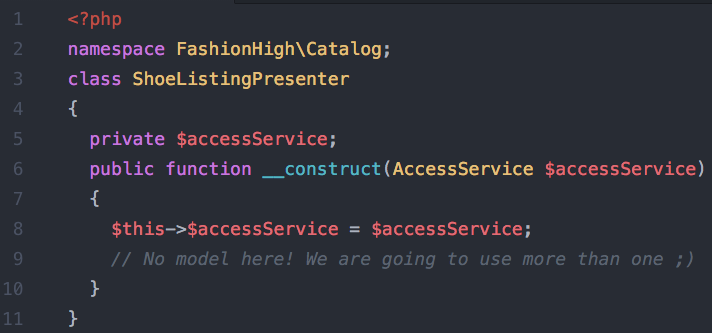 1 <?php
2 namespace FashionHigh\Catalog;
3 class ShoeListingPresenter
4 {
5 private $accessService;
6 public function __construct(AccessService $accessService)
7 {
8 $this->$accessService = $accessService;
9 // No model here! We are going to use more than one ;)
10 }
11 }